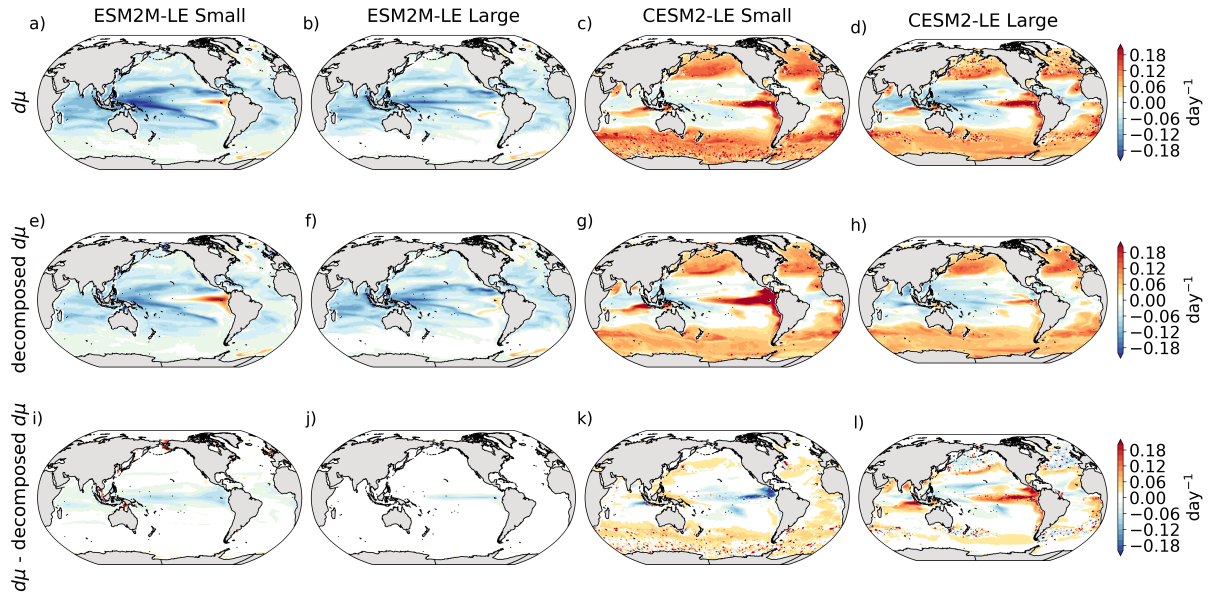 ESM2M-LE Small
ESM2M-LE Large
CESM2-LE Small
CESM2-LE Large
a)
b)
c)
d)
dμ
0.18
0.12
0.06
0.00
−0.06
−0.12
−0.18
day⁻¹
e)
f)
g)
h)
decomposed dμ
0.18
0.12
0.06
0.00
−0.06
−0.12
−0.18
day⁻¹
i)
j)
k)
l)
dμ - decomposed dμ
0.18
0.12
0.06
0.00
−0.06
−0.12
−0.18
day⁻¹